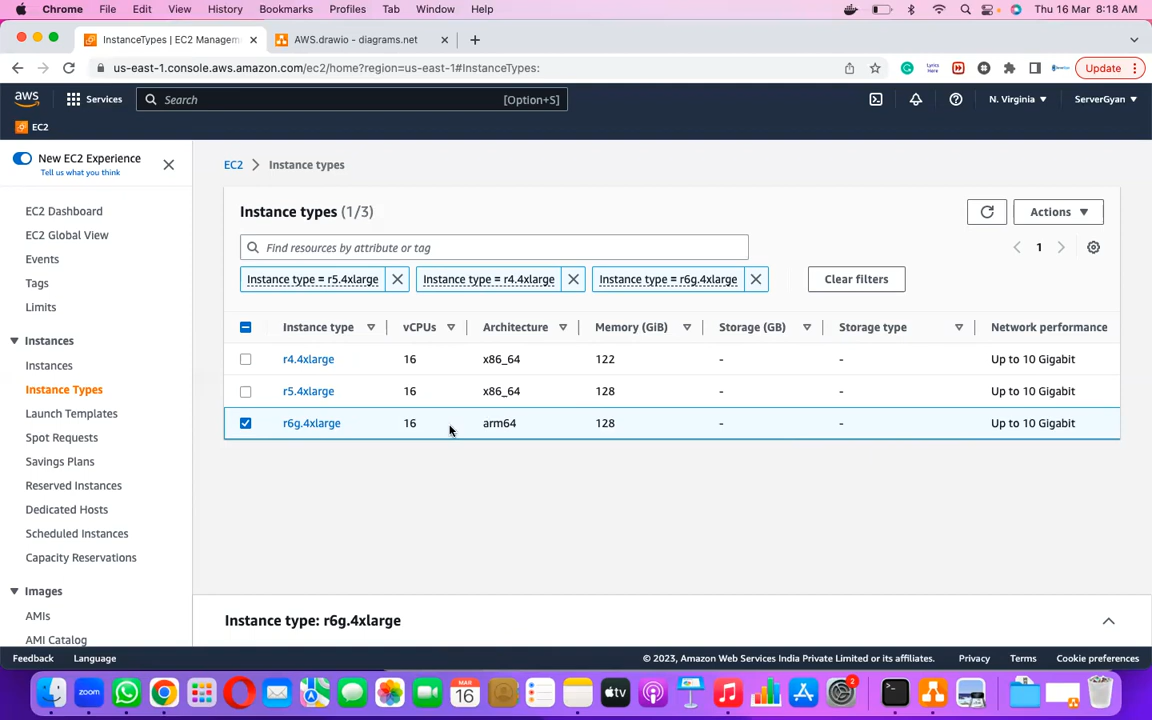 Chrome File Edit View History Bookmarks Profiles Tab Window Help Thu 16 Mar 8:18 AM
InstanceTypes | EC2 Managem AWS.drawio - diagrams.net
us-east-1.console.aws.amazon.com/ec2/home?region=us-east-1#InstanceTypes: Update
aws Services Search [Option+S] N. Virginia ServerGyan
EC2
New EC2 Experience
Tell us what you think
EC2 Dashboard
EC2 Global View
Events
Tags
Limits
Instances
Instances
Instance Types
Launch Templates
Spot Requests
Savings Plans
Reserved Instances
Dedicated Hosts
Scheduled Instances
Capacity Reservations
Images
AMIs
AMI Catalog
EC2 Instance types
Instance types (1/3) Actions
Find resources by attribute or tag 1
Instance type = r5.4xlarge Instance type = r4.4xlarge Instance type = r6g.4xlarge Clear filters
Instance type vCPUs Architecture Memory (GiB) Storage (GB) Storage type Network performance
r4.4xlarge 16 x86_64 122 - - Up to 10 Gigabit
r5.4xlarge 16 x86_64 128 - - Up to 10 Gigabit
r6g.4xlarge 16 arm64 128 - - Up to 10 Gigabit
Instance type: r6g.4xlarge
Feedback Language © 2023, Amazon Web Services India Private Limited or its affiliates. Privacy Terms Cookie preferences
zoom MAR 16 tv 2